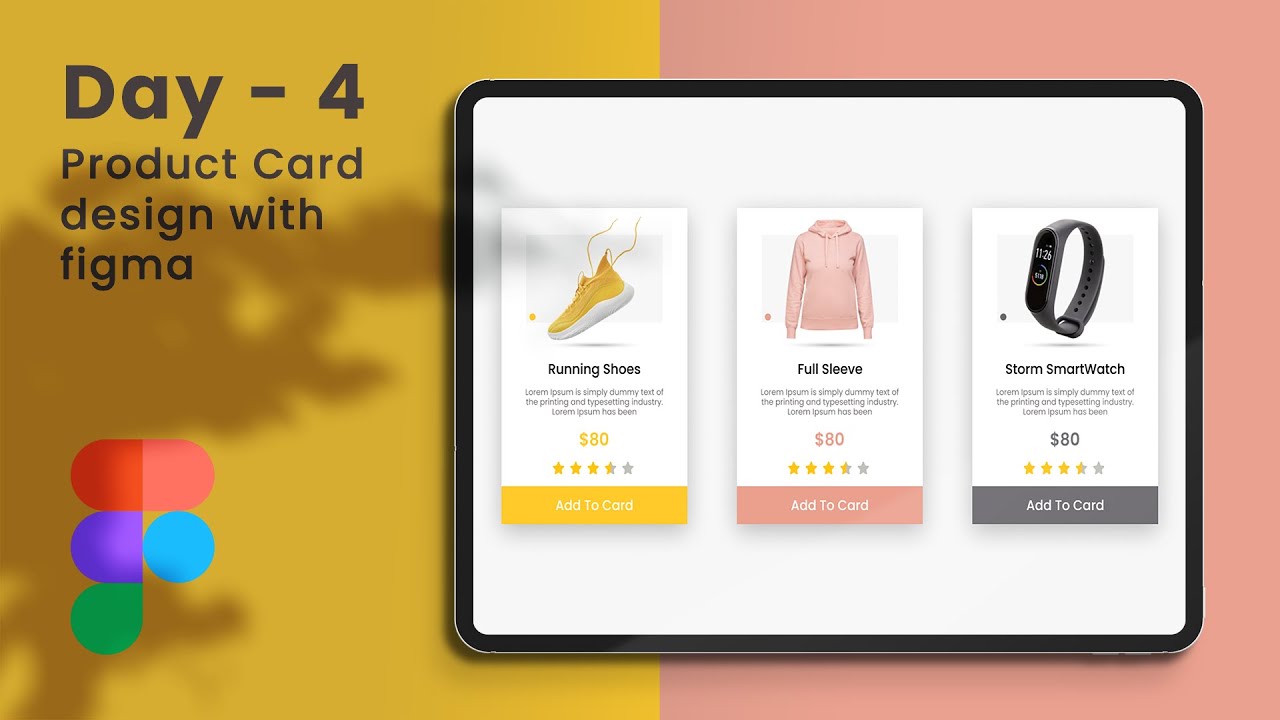 Day - 4
Product Card
design with
figma
Running Shoes
Lorem Ipsum is simply dummy text of
the printing and typesetting industry.
Lorem Ipsum has been
$80
Add To Card
Full Sleeve
Lorem Ipsum is simply dummy text of
the printing and typesetting industry.
Lorem Ipsum has been
$80
Add To Card
11:26
Storm SmartWatch
Lorem Ipsum is simply dummy text of
the printing and typesetting industry.
Lorem Ipsum has been
$80
Add To Card